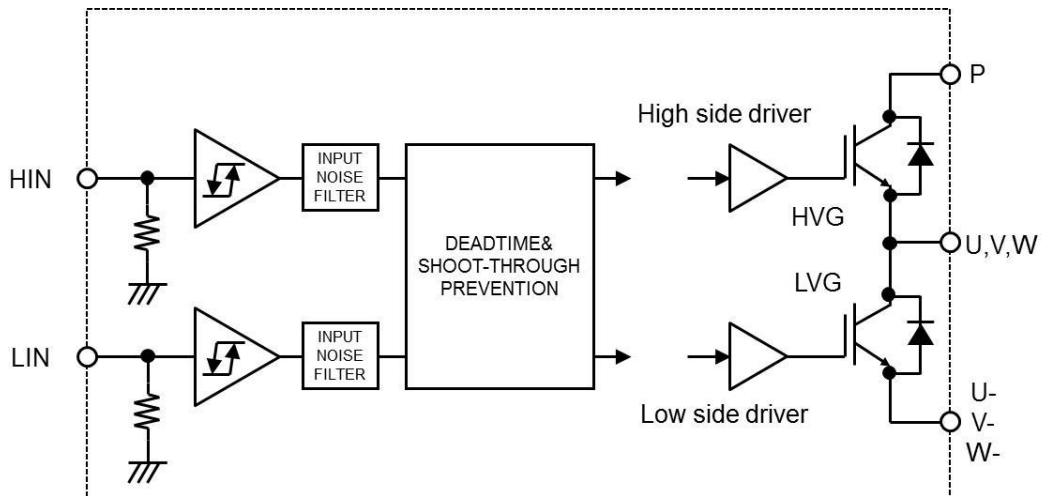 P
High side driver
HIN
INPUT
NOISE
FILTER
HVG
DEADTIME&
SHOOT-THROUGH
PREVENTION
U,V,W
LVG
LIN
INPUT
NOISE
FILTER
Low side driver
U-
V-
W-